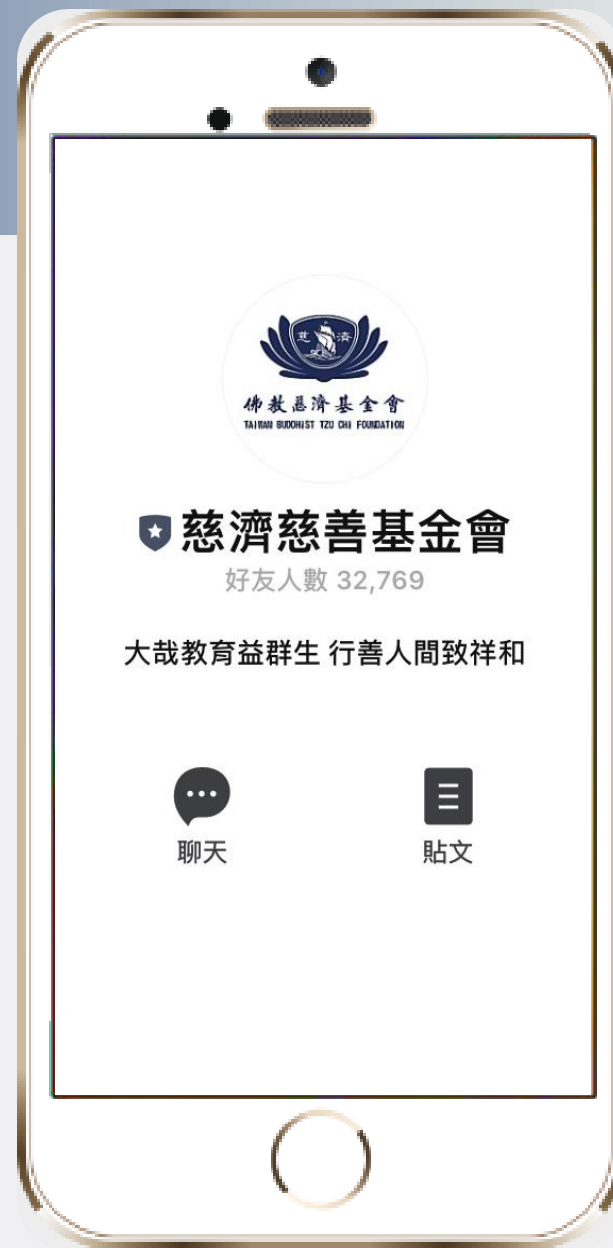 慈 濟
佛教慈濟基金會
TAIWAN BUDDHIST TZU CHI FOUNDATION
慈濟慈善基金會
好友人數 32,769
大哉教育益群生 行善人間致祥和
聊天
貼文